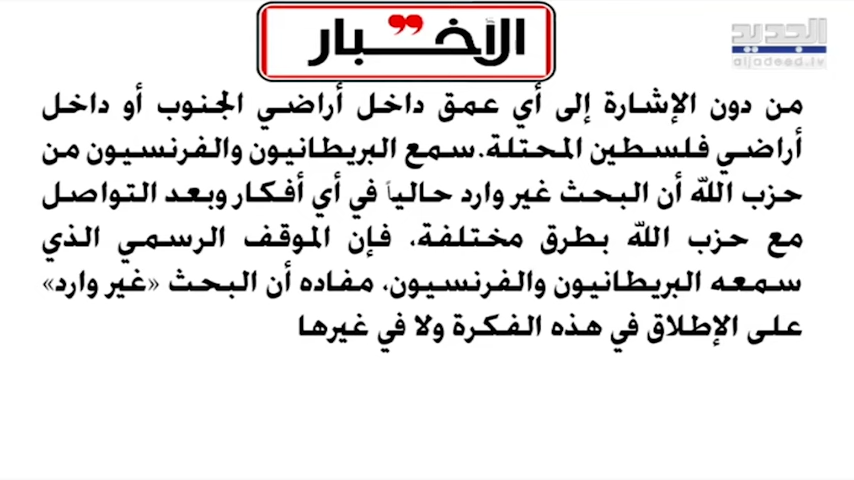 الأخبار
الجديد
aljadeed.tv
من دون الإشارة إلى أي عمق داخل أراضي الجنوب أو داخل
أراضي فلسطين المحتلة.سمع البريطانيون والفرنسيون من
حزب الله أن البحث غير وارد حالياً في أي أفكار وبعد التواصل
مع حزب الله بطرق مختلفة، فإن الموقف الرسمي الذي
سمعه البريطانيون والفرنسيون، مفاده أن البحث «غير وارد»
على الإطلاق في هذه الفكرة ولا في غيرها